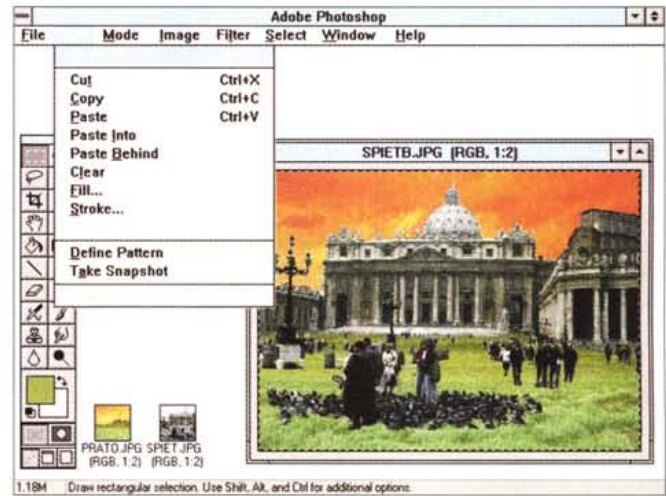 Adobe Photoshop
File Mode Image Filter Select Window Help
Cut Ctrl+X
Copy Ctrl+C
Paste Ctrl+V
Paste Into
Paste Behind
Clear
Fill...
Stroke...
Define Pattern
Take Snapshot
SPIETB.JPG (RGB, 1:2)
PRATO.JPG (RGB, 1:2)
SPIET.JPG (RGB, 1:2)
1.18M Draw rectangular selection. Use Shift, Alt, and Ctrl for additional options.